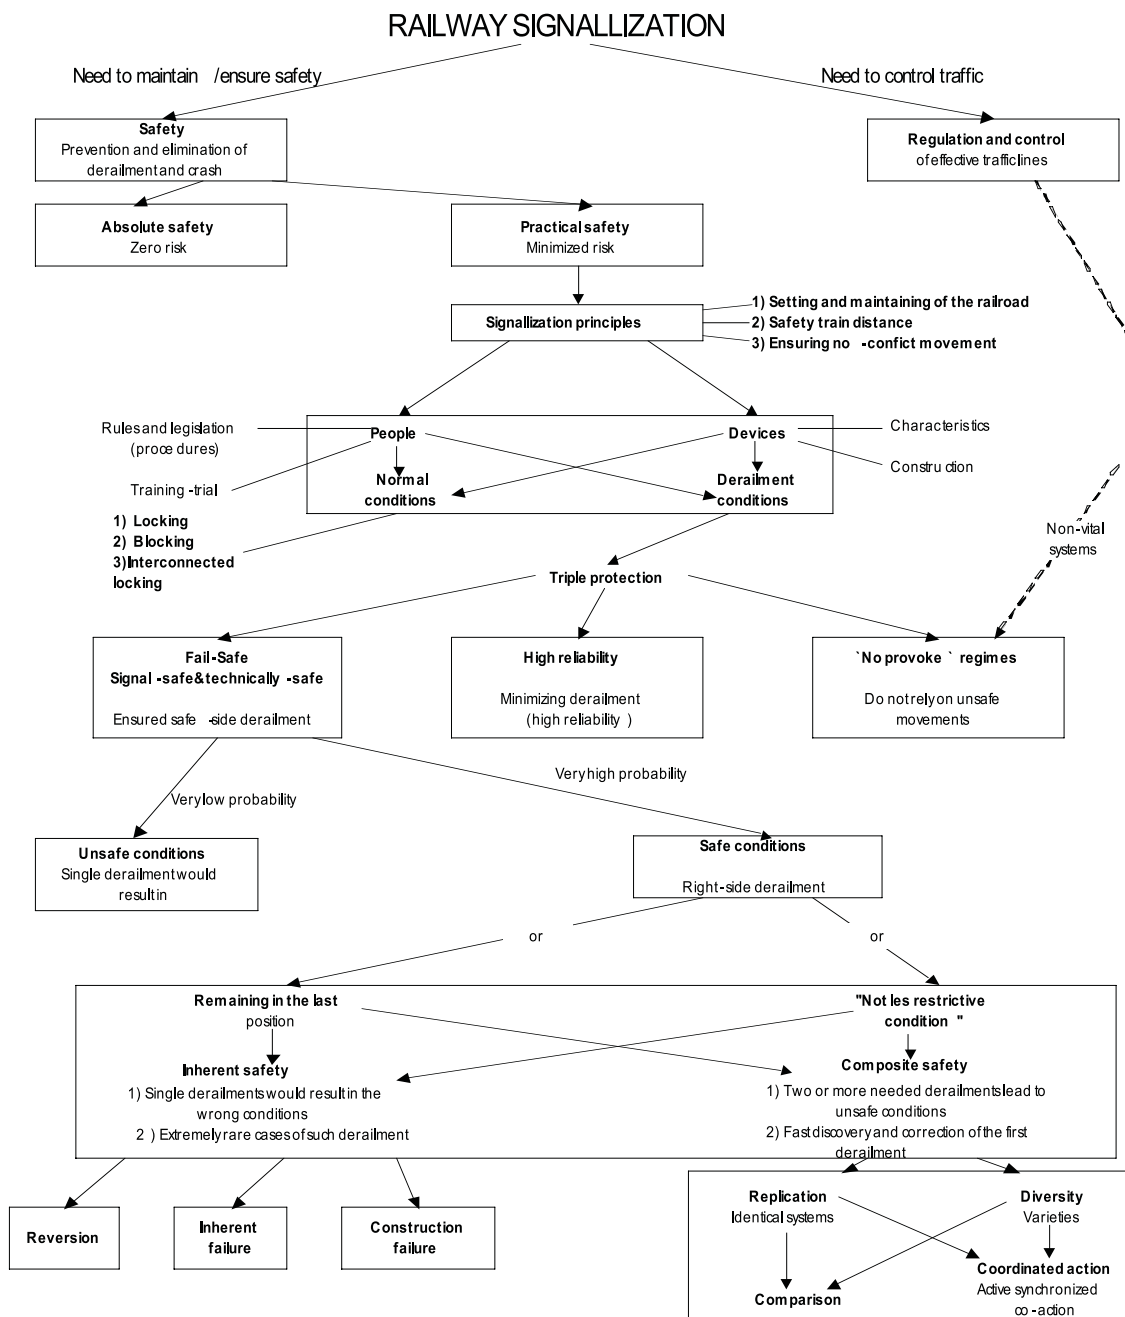 RAILWAY SIGNALLIZATION
Need to maintain /ensure safety
Need to control traffic
Safety
Prevention and elimination of
derailment and crash
Regulation and control
of effective traffic lines
Absolute safety
Zero risk
Practical safety
Minimized risk
Signallization principles
1) Setting and maintaining of the railroad
2) Safety train distance
3) Ensuring no -confict movement
Rules and legislation
(proce dures)
Training -trial
People
Devices
Characteristics
Construction
Normal
conditions
Derailment
conditions
1) Locking
2) Blocking
3)Interconnected
locking
Non-vital
systems
Triple protection
Fail-Safe
Signal -safe&technically -safe
Ensured safe -side derailment
High reliability
Minimizing derailment
(high reliability )
`No provoke ` regimes
Do not rely on unsafe
movements
Very low probability
Very high probability
Unsafe conditions
Single derailment would
result in
Safe conditions
Right-side derailment
or
or
Remaining in the last
position
"Not les restrictive
condition "
Inherent safety
1) Single derailments would result in the
wrong conditions
2 ) Extremely rare cases of such derailment
Composite safety
1) Two or more needed derailments lead to
unsafe conditions
2) Fast discovery and correction of the first
derailment
Reversion
Inherent
failure
Construction
failure
Replication
Identical systems
Diversity
Varieties
Comparison
Coordinated action
Active synchronized
co -action